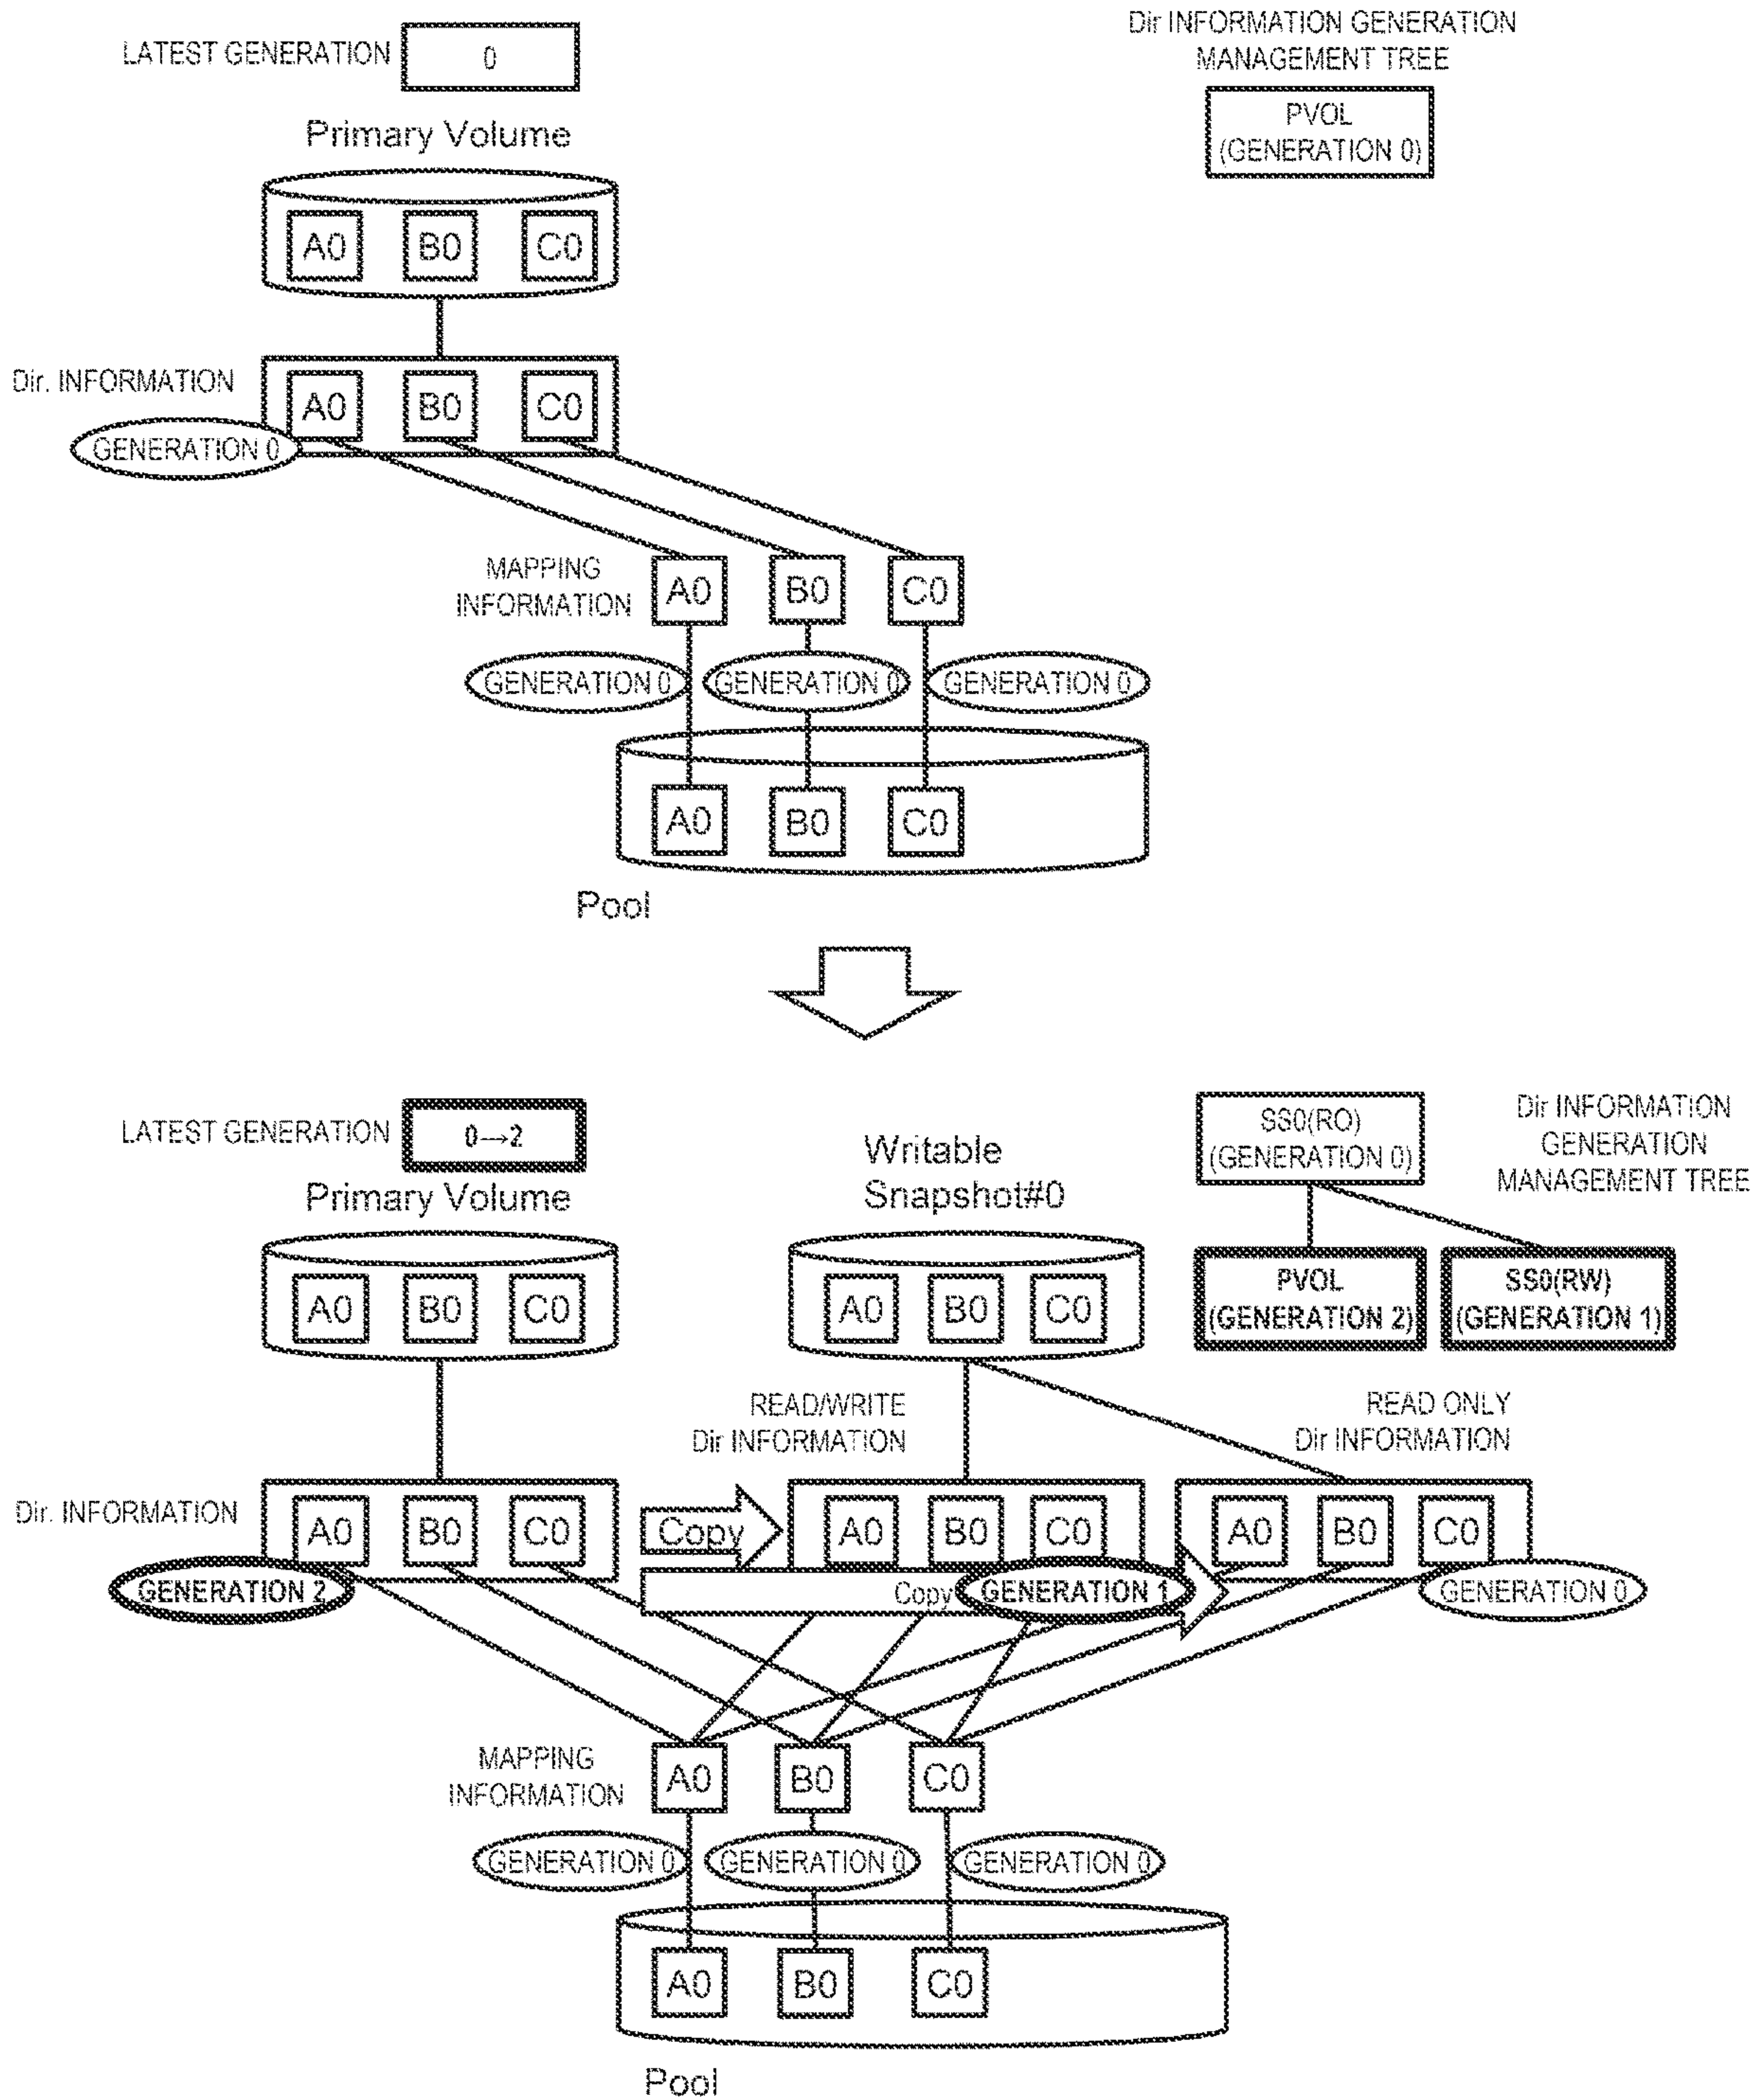 LATEST GENERATION
0
Dir INFORMATION GENERATION
MANAGEMENT TREE
PVOL
(GENERATION 0)
Primary Volume
A0 B0 C0
Dir. INFORMATION
A0 B0 C0
GENERATION 0
MAPPING
INFORMATION
A0 B0 C0
GENERATION 0 GENERATION 0 GENERATION 0
A0 B0 C0
Pool
LATEST GENERATION
0→2
Primary Volume
Writable
Snapshot#0
SS0(RO)
(GENERATION 0)
Dir INFORMATION
GENERATION
MANAGEMENT TREE
PVOL
(GENERATION 2)
SS0(RW)
(GENERATION 1)
A0 B0 C0
A0 B0 C0
READ/WRITE
Dir INFORMATION
READ ONLY
Dir INFORMATION
Dir. INFORMATION
A0 B0 C0
Copy
A0 B0 C0
A0 B0 C0
GENERATION 2
Copy
GENERATION 1
GENERATION 0
MAPPING
INFORMATION
A0 B0 C0
GENERATION 0 GENERATION 0 GENERATION 0
A0 B0 C0
Pool